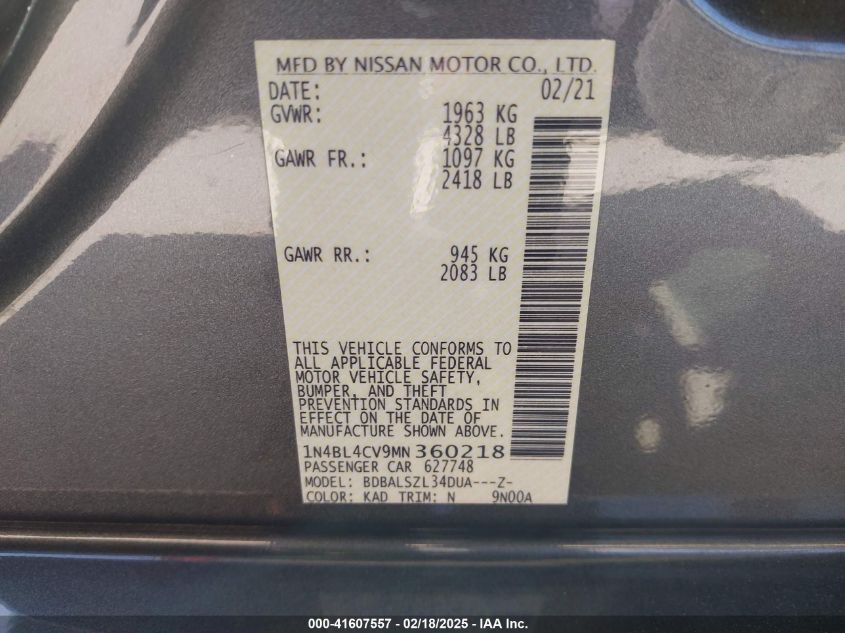 MFD BY NISSAN MOTOR CO., LTD.
DATE: 02/21
GVWR: 1963 KG
4328 LB
GAWR FR.: 1097 KG
2418 LB
GAWR RR.: 945 KG
2083 LB
THIS VEHICLE CONFORMS TO
ALL APPLICABLE FEDERAL
MOTOR VEHICLE SAFETY,
BUMPER, AND THEFT
PREVENTION STANDARDS IN
EFFECT ON THE DATE OF
MANUFACTURE SHOWN ABOVE.
1N4BL4CV9MN360218
PASSENGER CAR 627748
MODEL: BDBALSZL34DUA---Z-
COLOR: KAD TRIM: N 9N00A
000-41607557 - 02/18/2025 - IAA Inc.